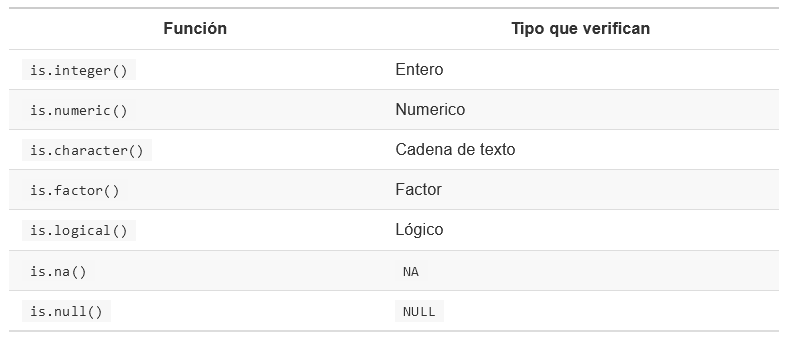 Función Tipo que verifican
is.integer() Entero
is.numeric() Numerico
is.character() Cadena de texto
is.factor() Factor
is.logical() Lógico
is.na() NA
is.null() NULL